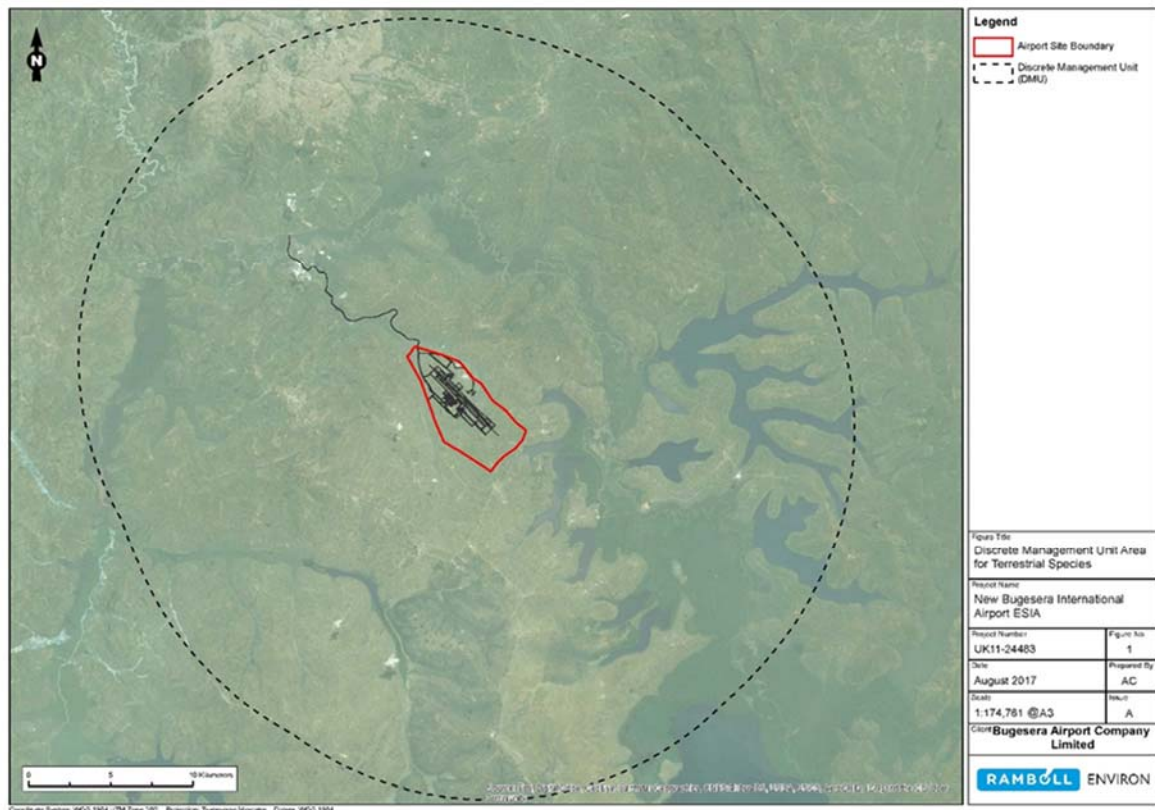 N
Legend
Airport Site Boundary
Discrete Management Unit
(DMU)
Figure Title
Discrete Management Unit Area
for Terrestrial Species
Project Name
New Bugesera International
Airport ESIA
Project Number
UK11-24483
Figure No
1
Date
August 2017
Prepared By
AC
Scale
1:174,761 @A3
Issue
A
Client
Bugesera Airport Company
Limited
RAMBOLL ENVIRON
0 5 10 Kilometers